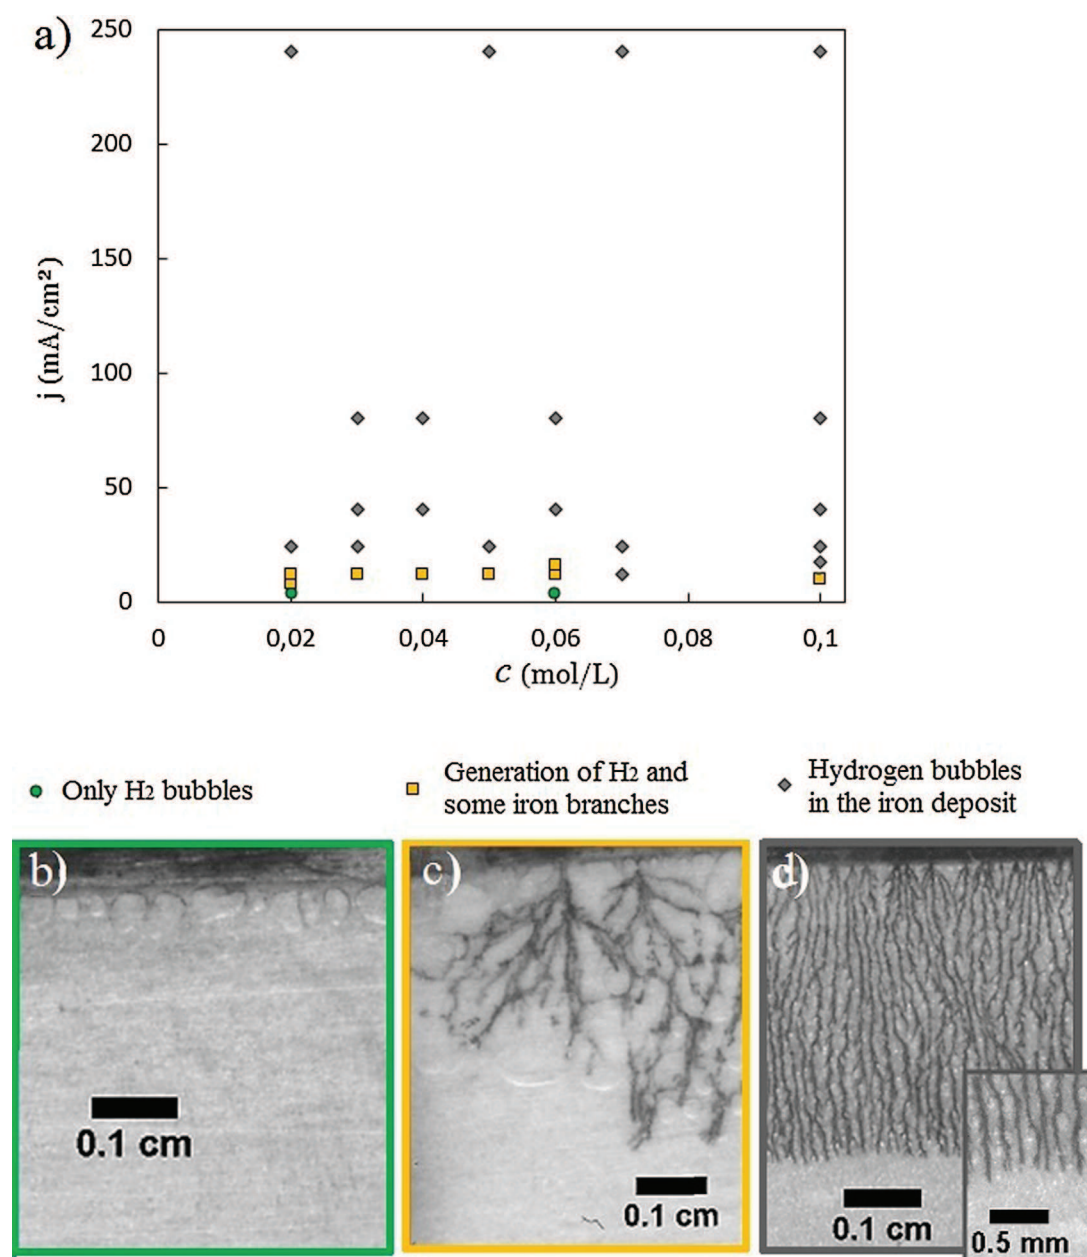 a)
250
200
150
100
50
0
j (mA/cm²)
0
0,02
0,04
0,06
0,08
0,1
C (mol/L)
Only H2 bubbles
Generation of H2 and
some iron branches
Hydrogen bubbles
in the iron deposit
b)
0.1 cm
c)
0.1 cm
d)
0.1 cm
0.5 mm